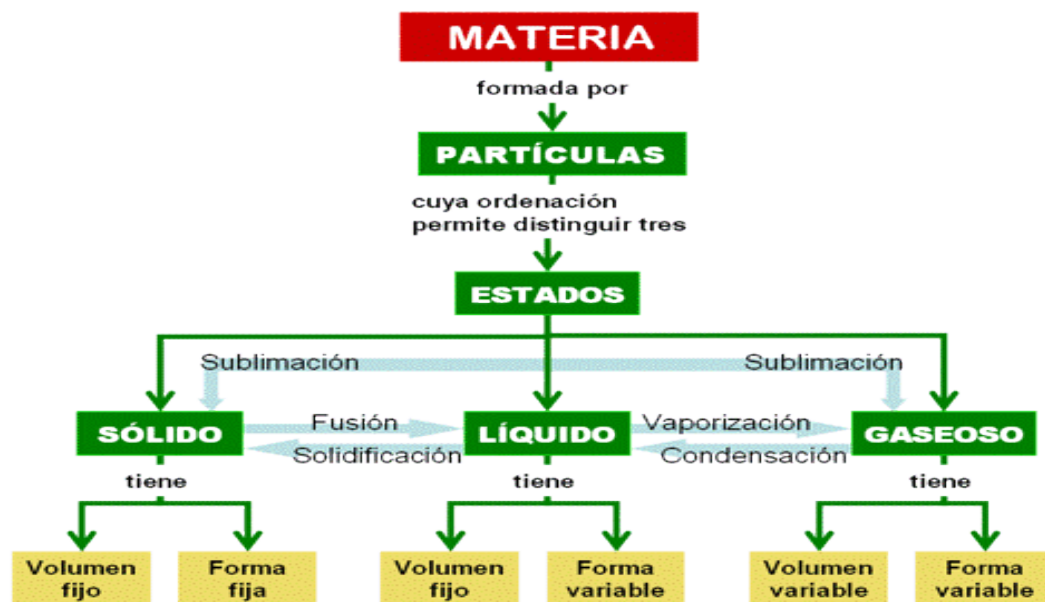 MATERIA
formada por
PARTÍCULAS
cuya ordenación
permite distinguir tres
ESTADOS
Sublimación
Sublimación
SÓLIDO
Fusión
Solidificación
LÍQUIDO
Vaporización
Condensación
GASEOSO
tiene
tiene
tiene
Volumen
fijo
Forma
fija
Volumen
fijo
Forma
variable
Volumen
variable
Forma
variable